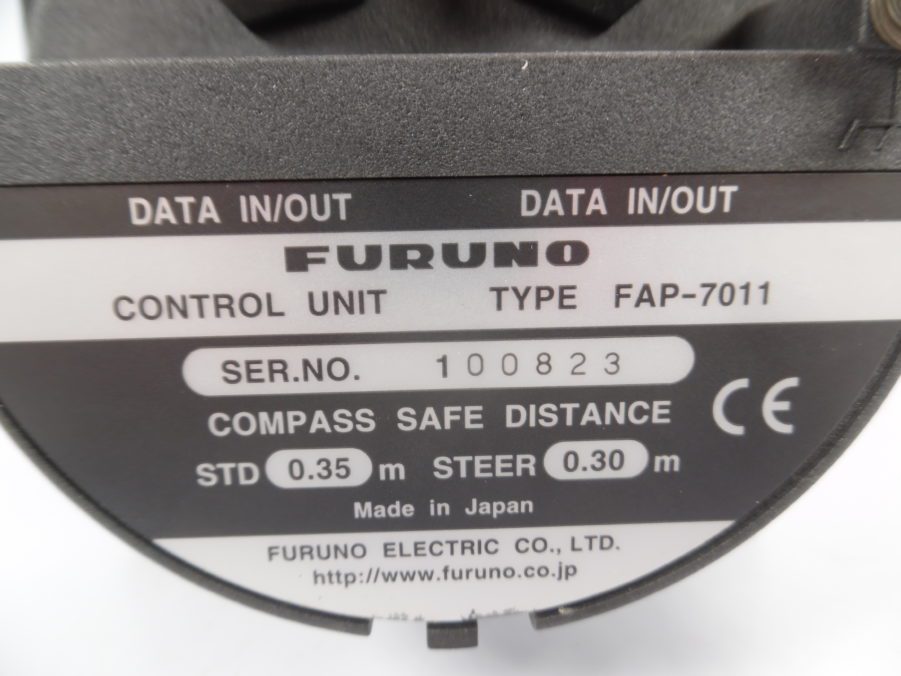 DATA IN/OUT DATA IN/OUT
FURUNO
CONTROL UNIT TYPE FAP-7011
SER.NO. 100823
COMPASS SAFE DISTANCE CE
STD 0.35 m STEER 0.30 m
Made in Japan
FURUNO ELECTRIC CO., LTD.
http://www.furuno.co.jp